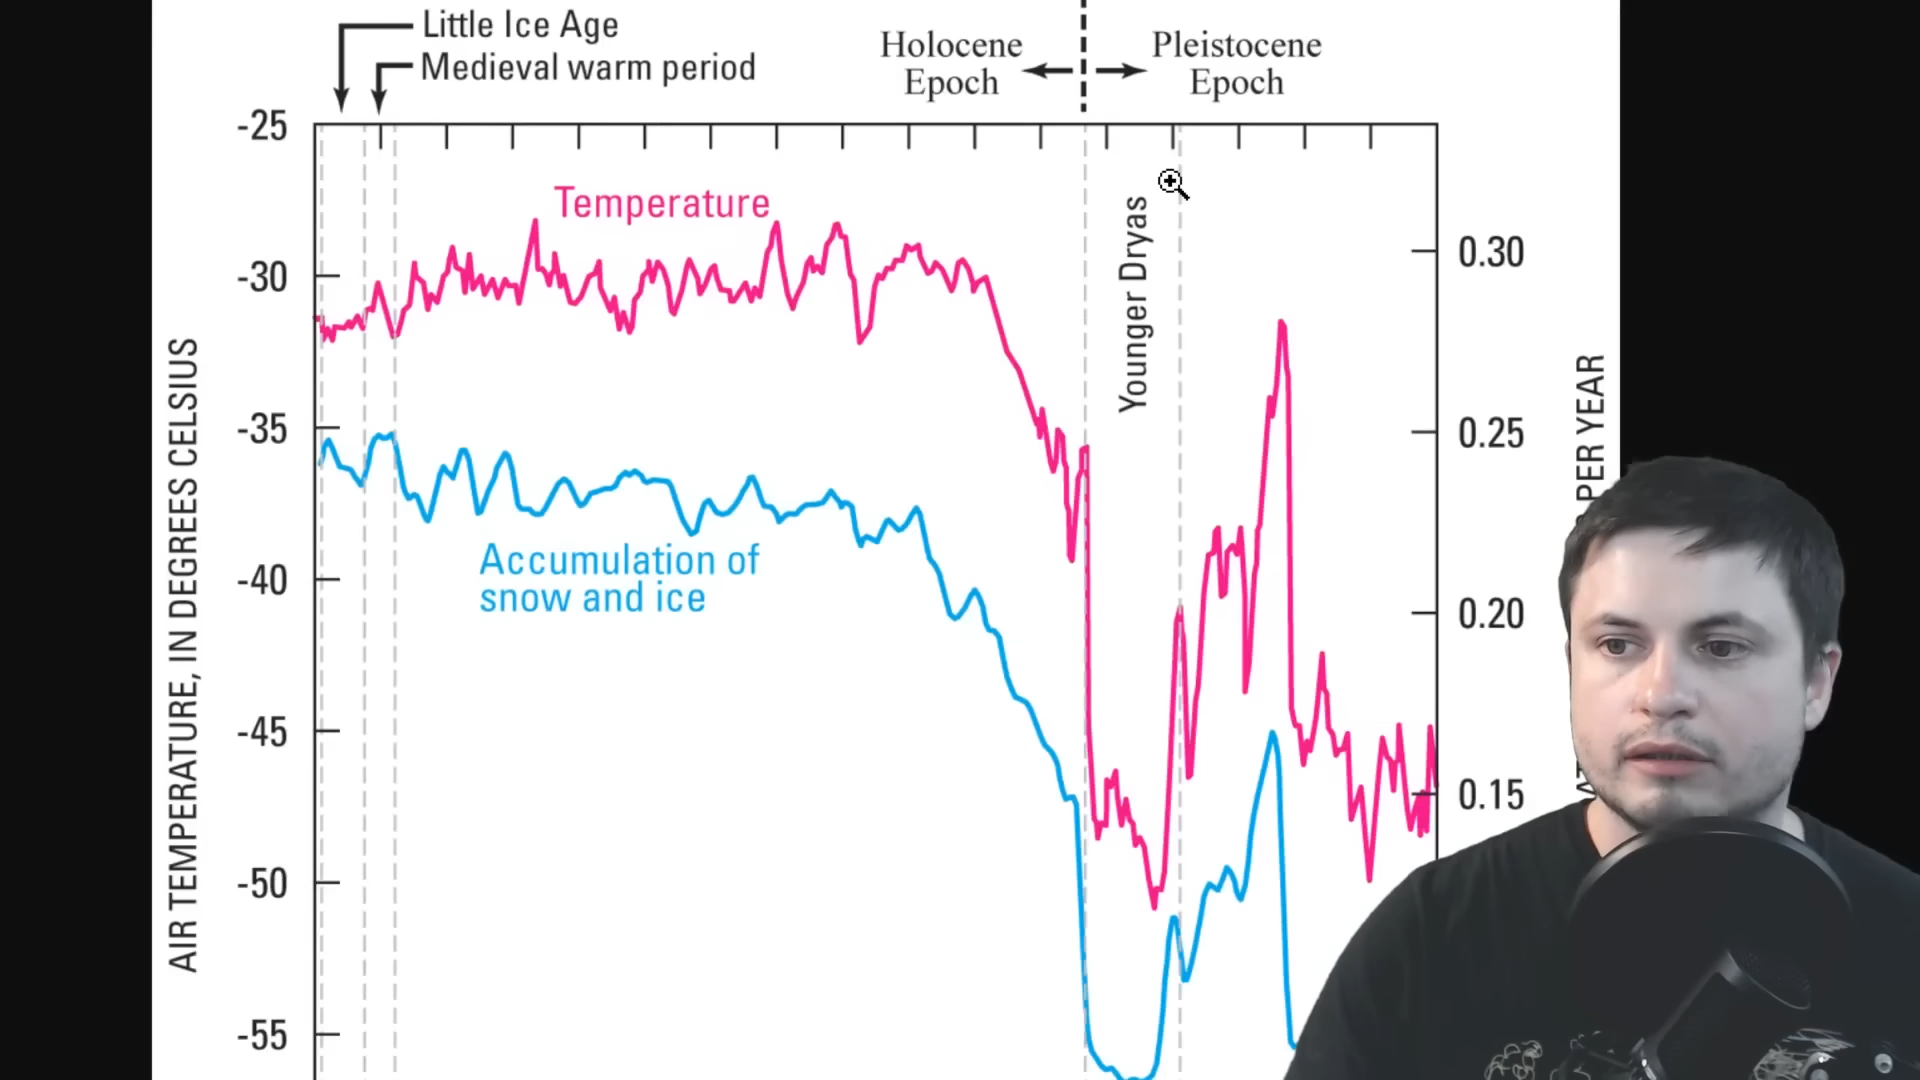 Little Ice Age
Medieval warm period
Holocene
Epoch
Pleistocene
Epoch
-25
-30
-35
-40
-45
-50
-55
AIR TEMPERATURE, IN DEGREES CELSIUS
Temperature
Accumulation of
snow and ice
Younger Dryas
0.30
0.25
0.20
0.15
PER YEAR